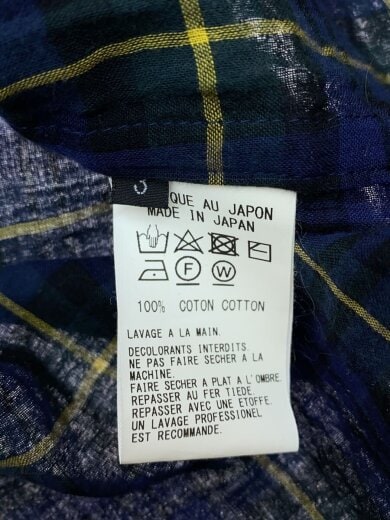 QUE AU JAPON
MADE IN JAPAN
F W
100% COTON COTTON
LAVAGE A LA MAIN.
DECOLORANTS INTERDITS.
NE PAS FAIRE SECHER A LA
MACHINE.
FAIRE SECHER A PLAT A L'OMBRE.
REPASSER AU FER TIEDE.
REPASSER AVEC UNE ETOFFE.
UN LAVAGE PROFESSIONEL
EST RECOMMANDE.